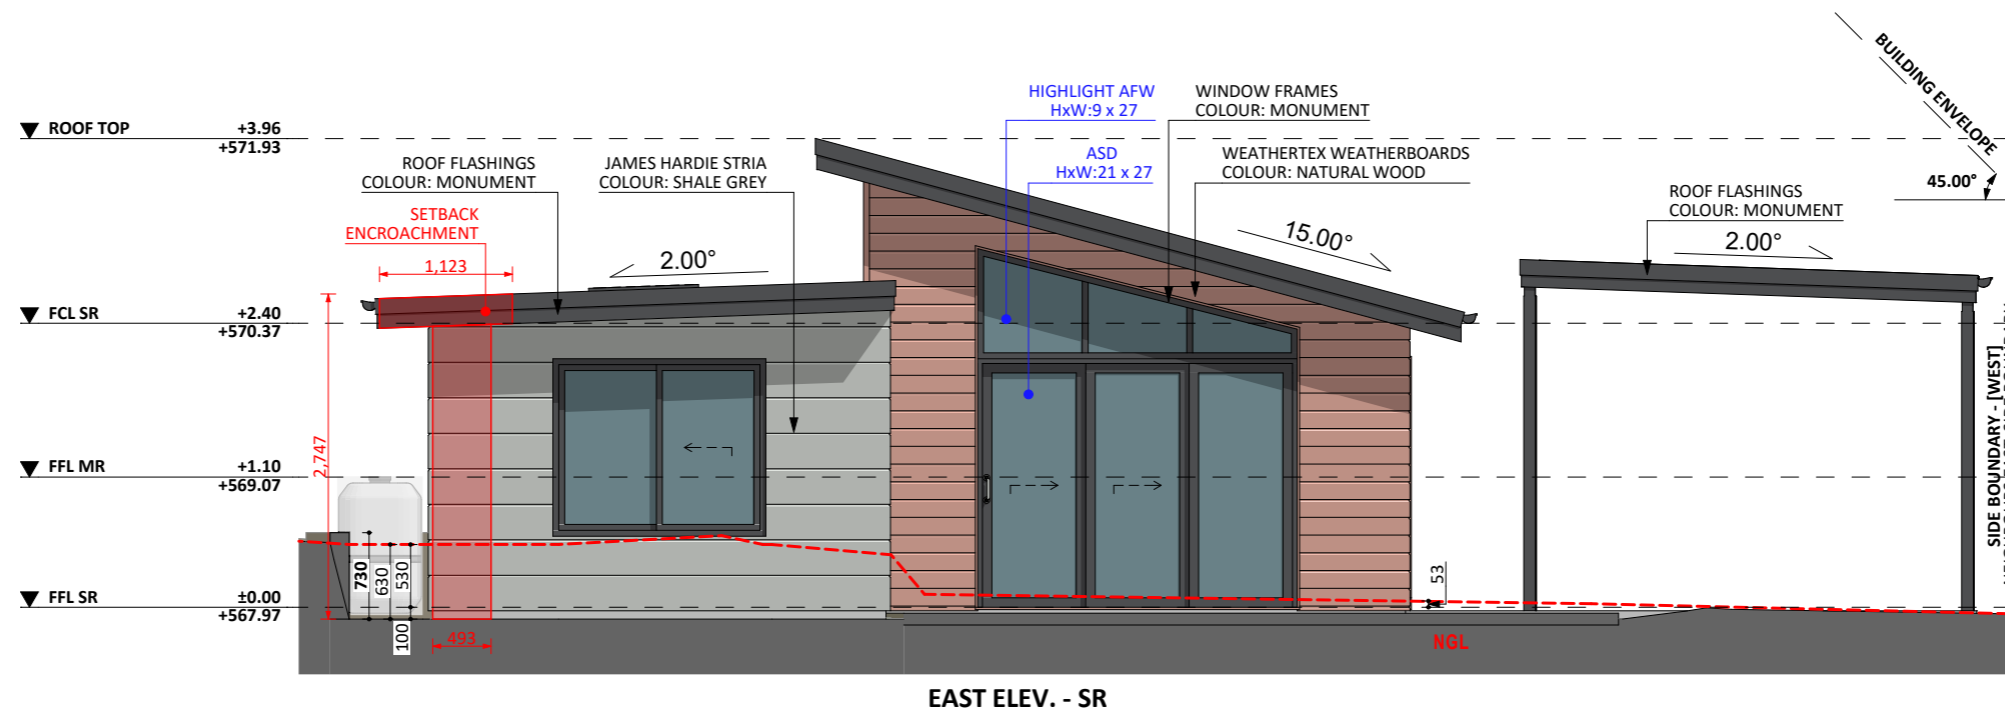 BUILDING ENVELOPE
45.00°
ROOF TOP +3.96
+571.93
HIGHLIGHT AFW
HxW:9 x 27
WINDOW FRAMES
COLOUR: MONUMENT
ROOF FLASHINGS
COLOUR: MONUMENT
JAMES HARDIE STRIA
COLOUR: SHALE GREY
ASD
HxW:21 x 27
WEATHERTEX WEATHERBOARDS
COLOUR: NATURAL WOOD
ROOF FLASHINGS
COLOUR: MONUMENT
SETBACK
ENCROACHMENT
1,123
2.00°
15.00°
2.00°
FCL SR +2.40
+570.37
2,747
FFL MR +1.10
+569.07
730
630
530
100
493
53
FFL SR ±0.00
+567.97
NGL
SIDE BOUNDARY - [WEST]
EAST ELEV. - SR